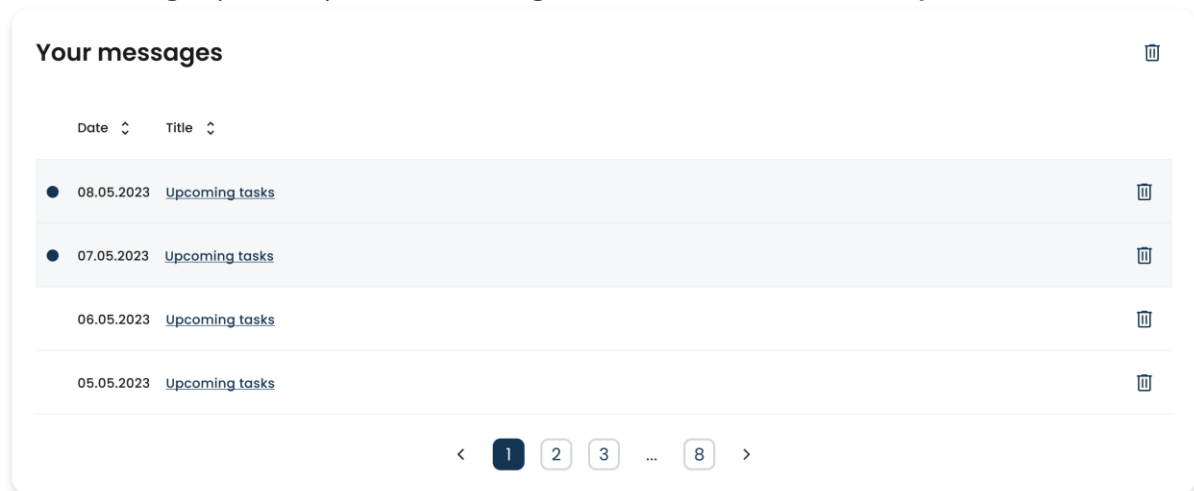 Your messages
Date Title
08.05.2023 Upcoming tasks
07.05.2023 Upcoming tasks
06.05.2023 Upcoming tasks
05.05.2023 Upcoming tasks
< 1 2 3 ... 8 >